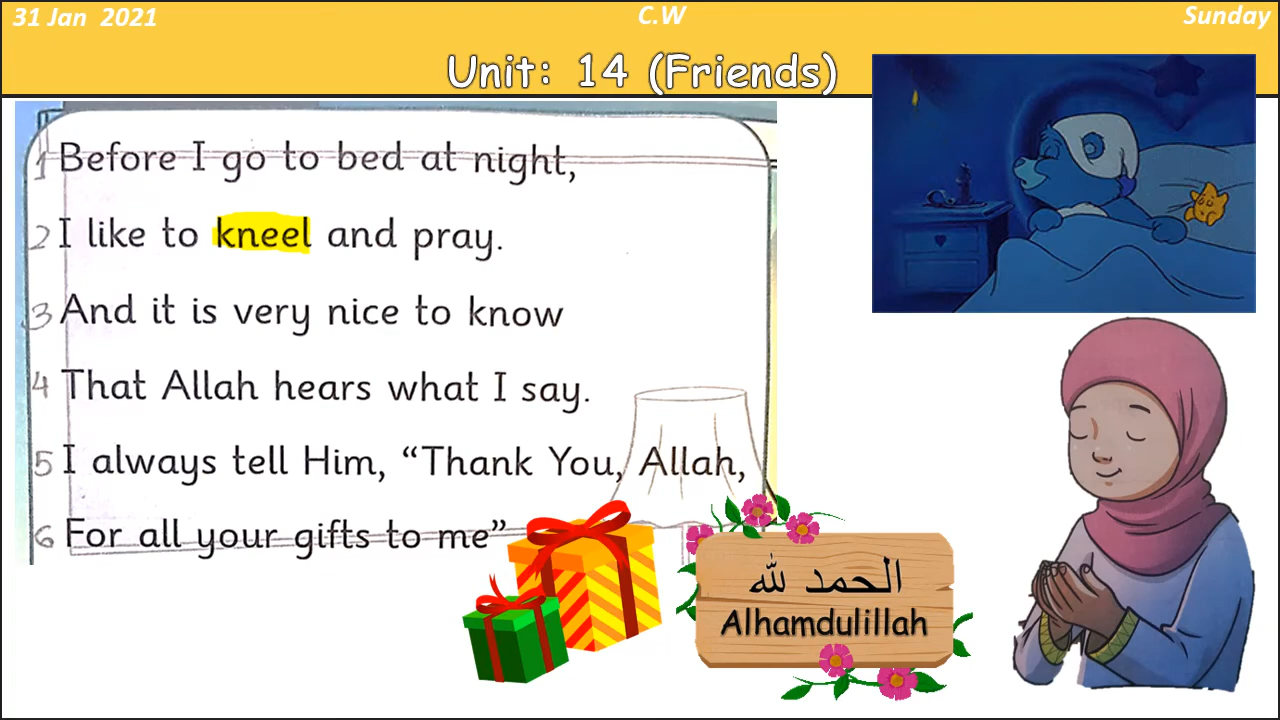 31 Jan 2021
C.W
Sunday
Unit: 14 (Friends)
1 Before I go to bed at night,
2 I like to kneel and pray.
3 And it is very nice to know
4 That Allah hears what I say.
5 I always tell Him, “Thank You, Allah,
6 For all your gifts to me”
الحمد لله
Alhamdulillah